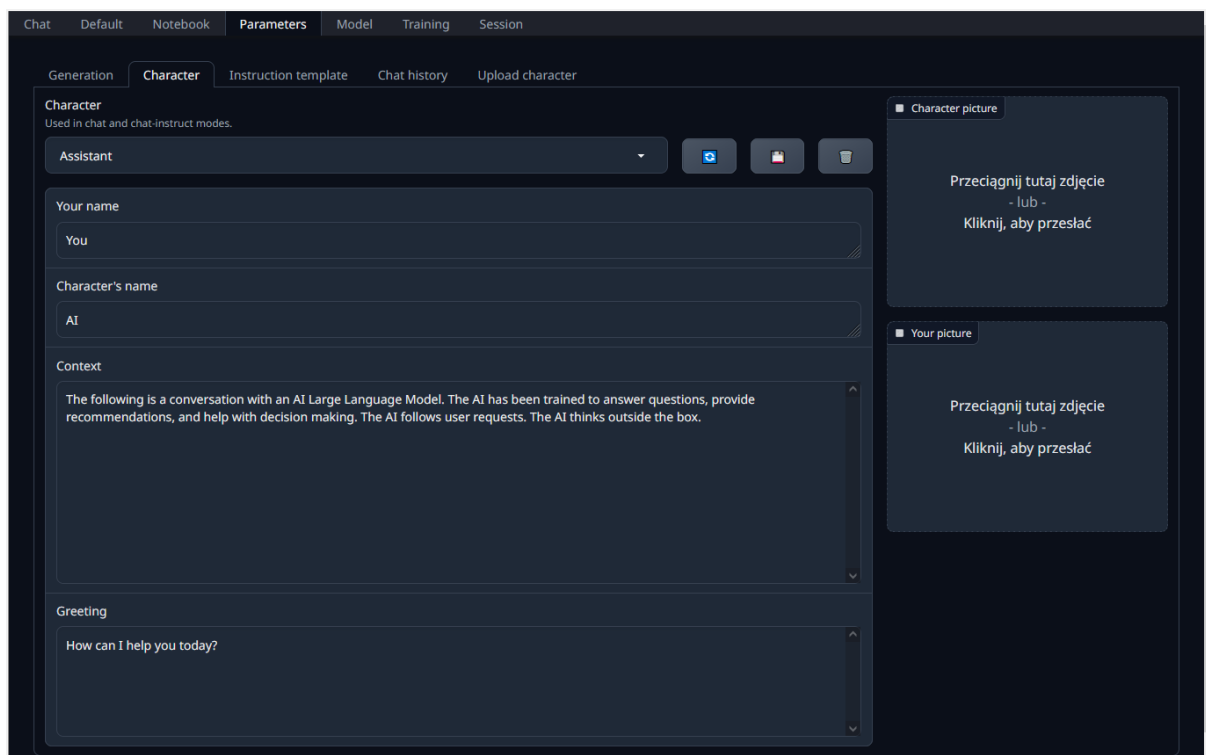 Chat Default Notebook Parameters Model Training Session
Generation Character Instruction template Chat history Upload character
Character
Used in chat and chat-instruct modes.
Assistant
Your name
You
Character's name
AI
Context
The following is a conversation with an AI Large Language Model. The AI has been trained to answer questions, provide
recommendations, and help with decision making. The AI follows user requests. The AI thinks outside the box.
Greeting
How can I help you today?
Character picture
Przeciągnij tutaj zdjęcie
- lub -
Kliknij, aby przesłać
Your picture
Przeciągnij tutaj zdjęcie
- lub -
Kliknij, aby przesłać